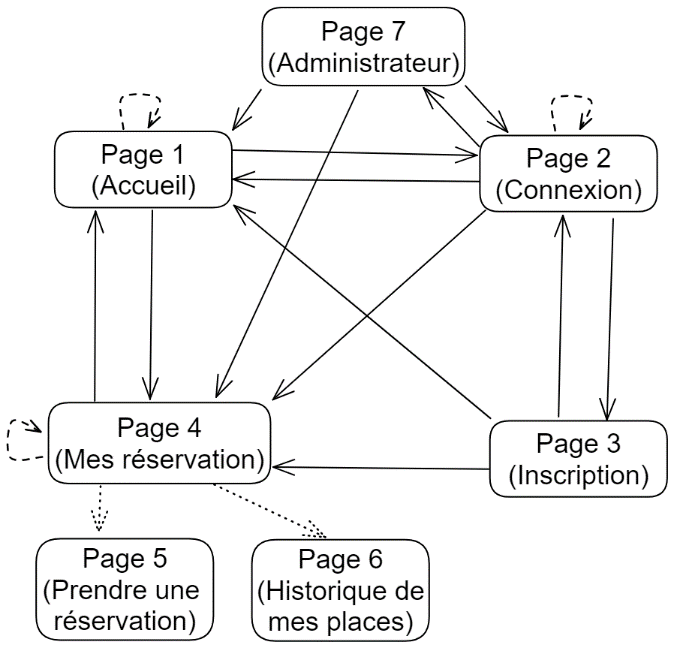 Page 7
(Administrateur)
Page 1
(Accueil)
Page 2
(Connexion)
Page 4
(Mes réservation)
Page 3
(Inscription)
Page 5
(Prendre une
réservation)
Page 6
(Historique de
mes places)